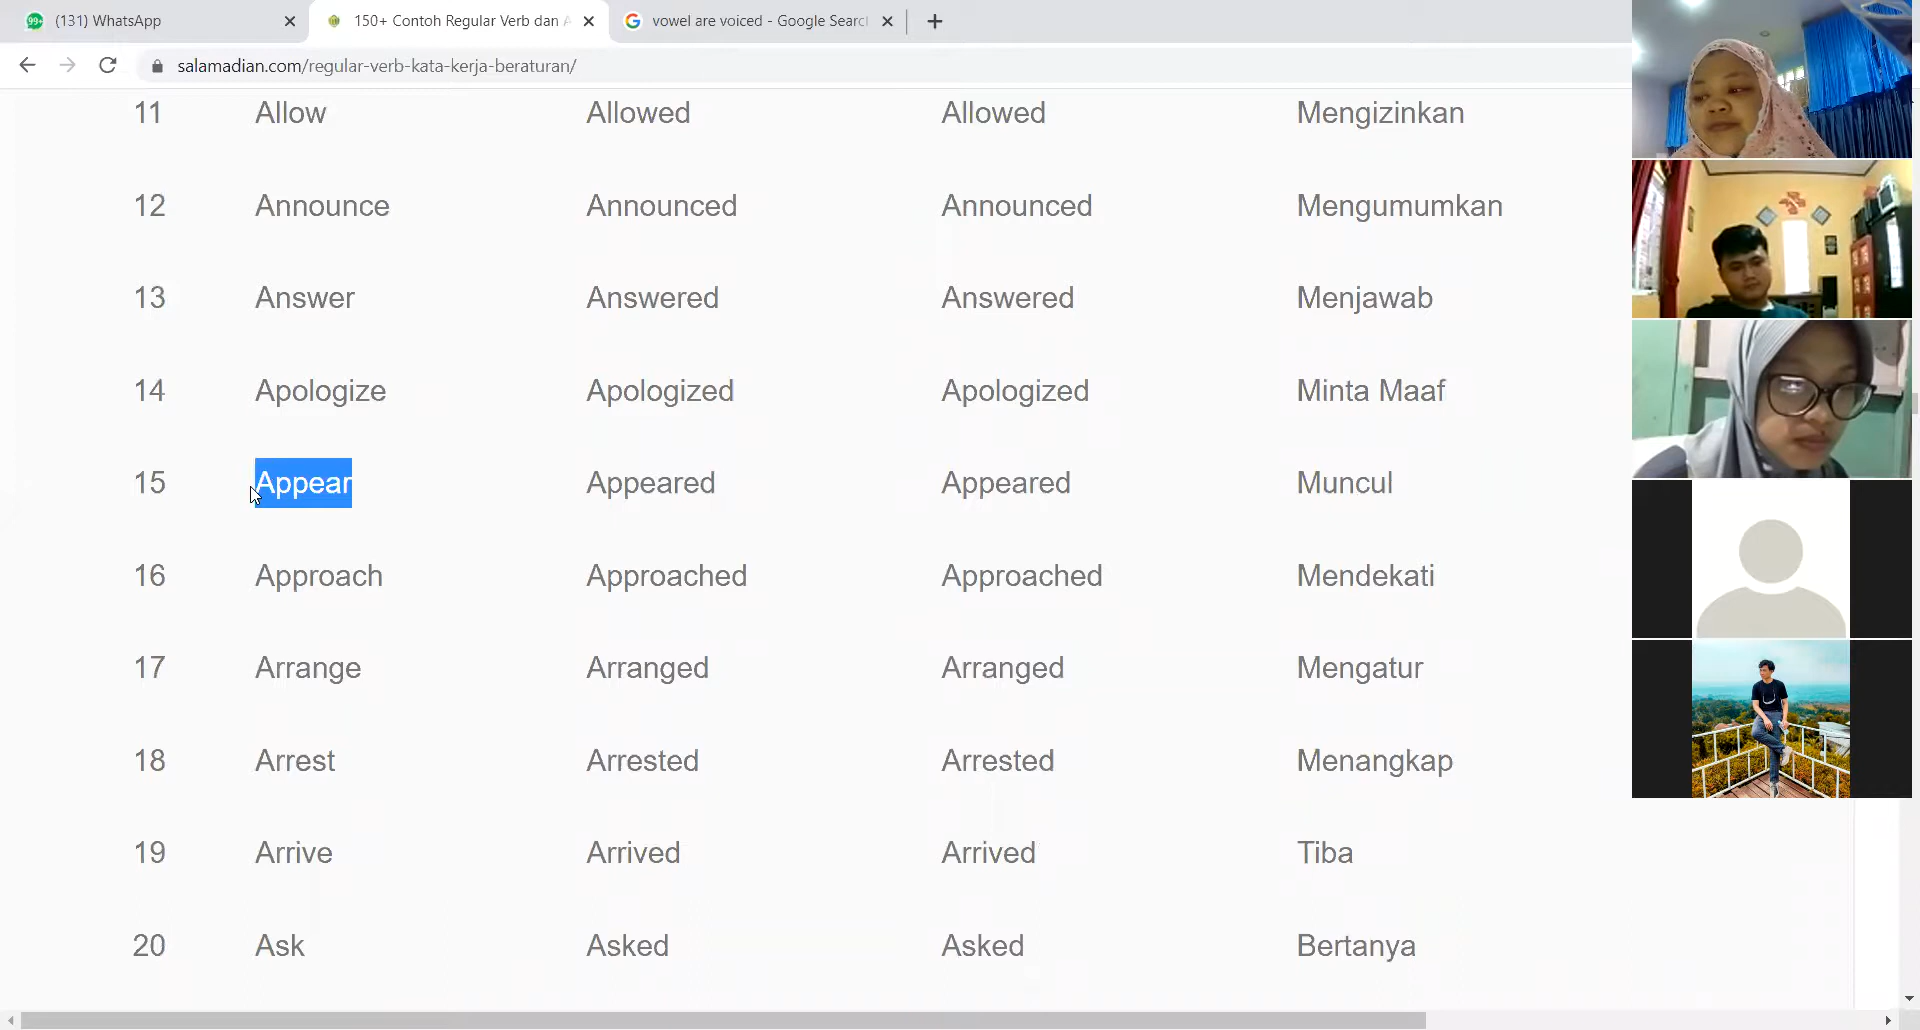 99+ (131) WhatsApp 150+ Contoh Regular Verb dan A G vowel are voiced - Google Searc
salamadian.com/regular-verb-kata-kerja-beraturan/
11 Allow Allowed Allowed Mengizinkan
12 Announce Announced Announced Mengumumkan
13 Answer Answered Answered Menjawab
14 Apologize Apologized Apologized Minta Maaf
15 Appear Appeared Appeared Muncul
16 Approach Approached Approached Mendekati
17 Arrange Arranged Arranged Mengatur
18 Arrest Arrested Arrested Menangkap
19 Arrive Arrived Arrived Tiba
20 Ask Asked Asked Bertanya